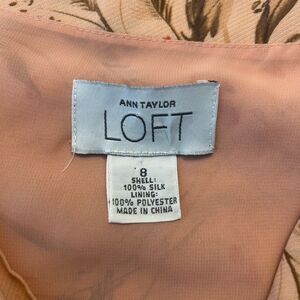 ANN TAYLOR
LOFT
8
SHELL:
100% SILK
LINING:
100% POLYESTER
MADE IN CHINA